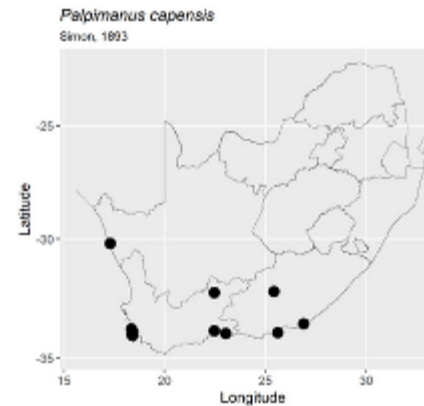 Palpimanus capensis
Simon, 1893
-25
-30
-35
Latitude
15 20 25 30
Longitude